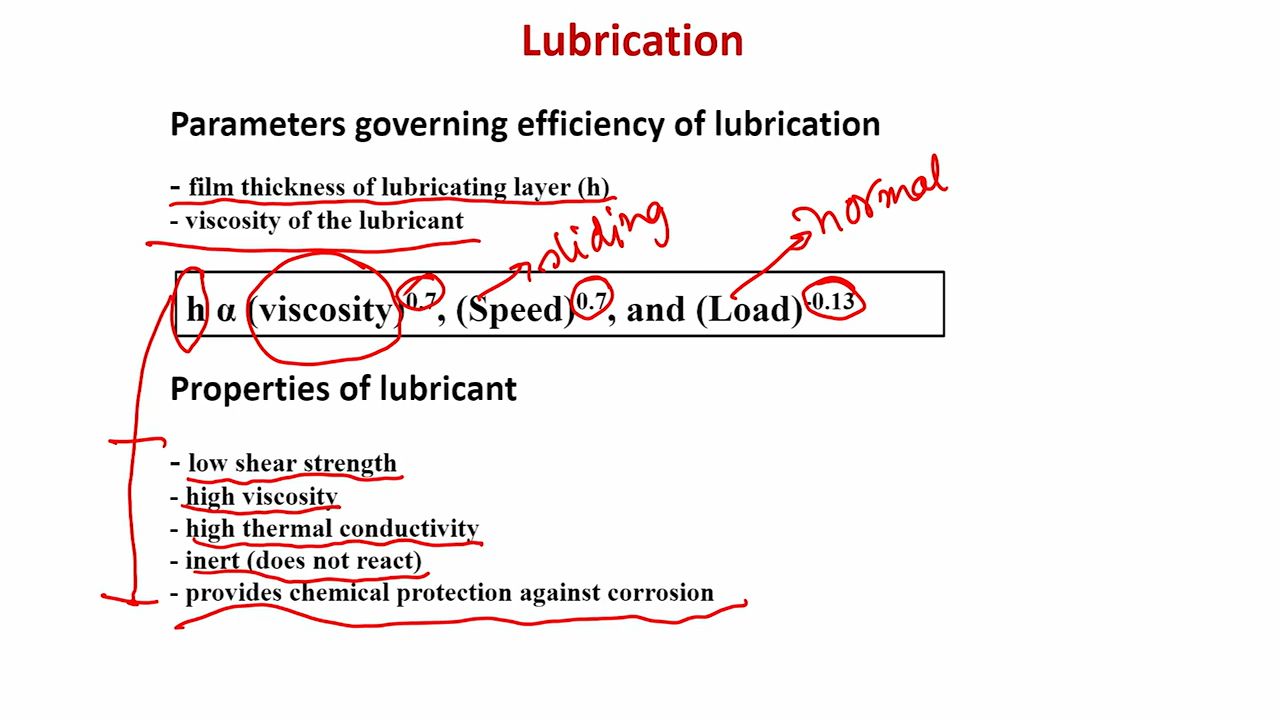 Lubrication
Parameters governing efficiency of lubrication
- film thickness of lubricating layer (h)
- viscosity of the lubricant
sliding
normal
h α (viscosity)^0.7, (Speed)^0.7, and (Load)^-0.13
Properties of lubricant
- low shear strength
- high viscosity
- high thermal conductivity
- inert (does not react)
- provides chemical protection against corrosion